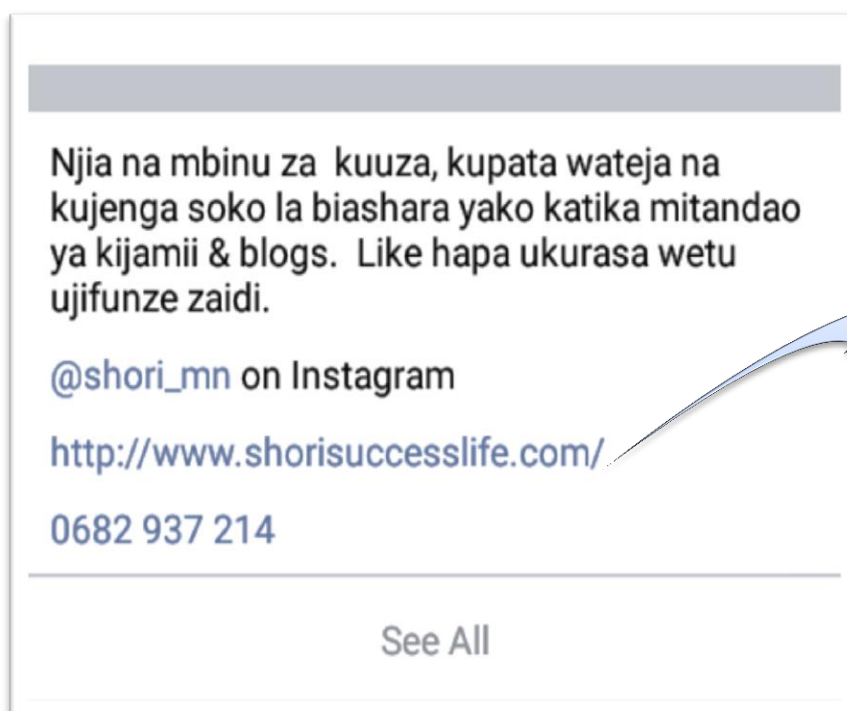 Njia na mbinu za  kuuza, kupata wateja na
kujenga soko la biashara yako katika mitandao
ya kijamii & blogs.  Like hapa ukurasa wetu
ujifunze zaidi.
@shori_mn on Instagram
http://www.shorisuccesslife.com/
0682 937 214
See All